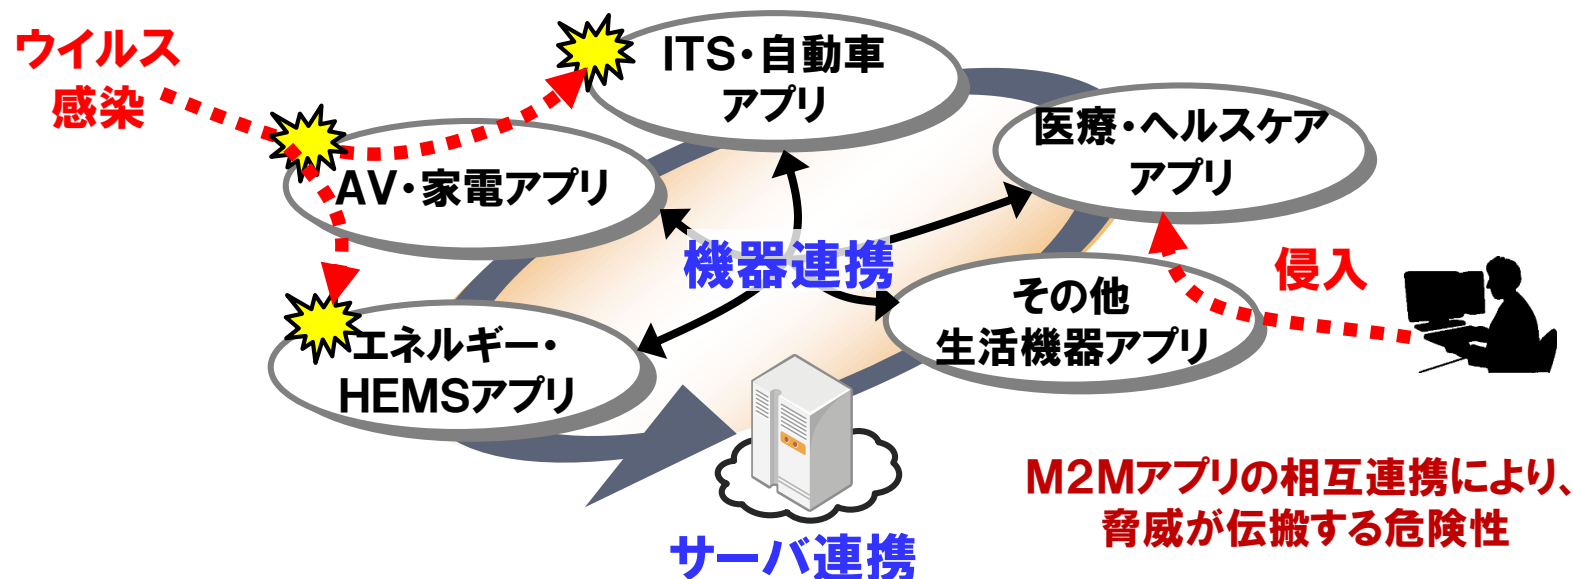 ウイルス
感染
ITS・自動車
アプリ
医療・ヘルスケア
アプリ
AV・家電アプリ
機器連携
侵入
その他
生活機器アプリ
エネルギー・
HEMSアプリ
M2Mアプリの相互連携により、
脅威が伝搬する危険性
サーバ連携